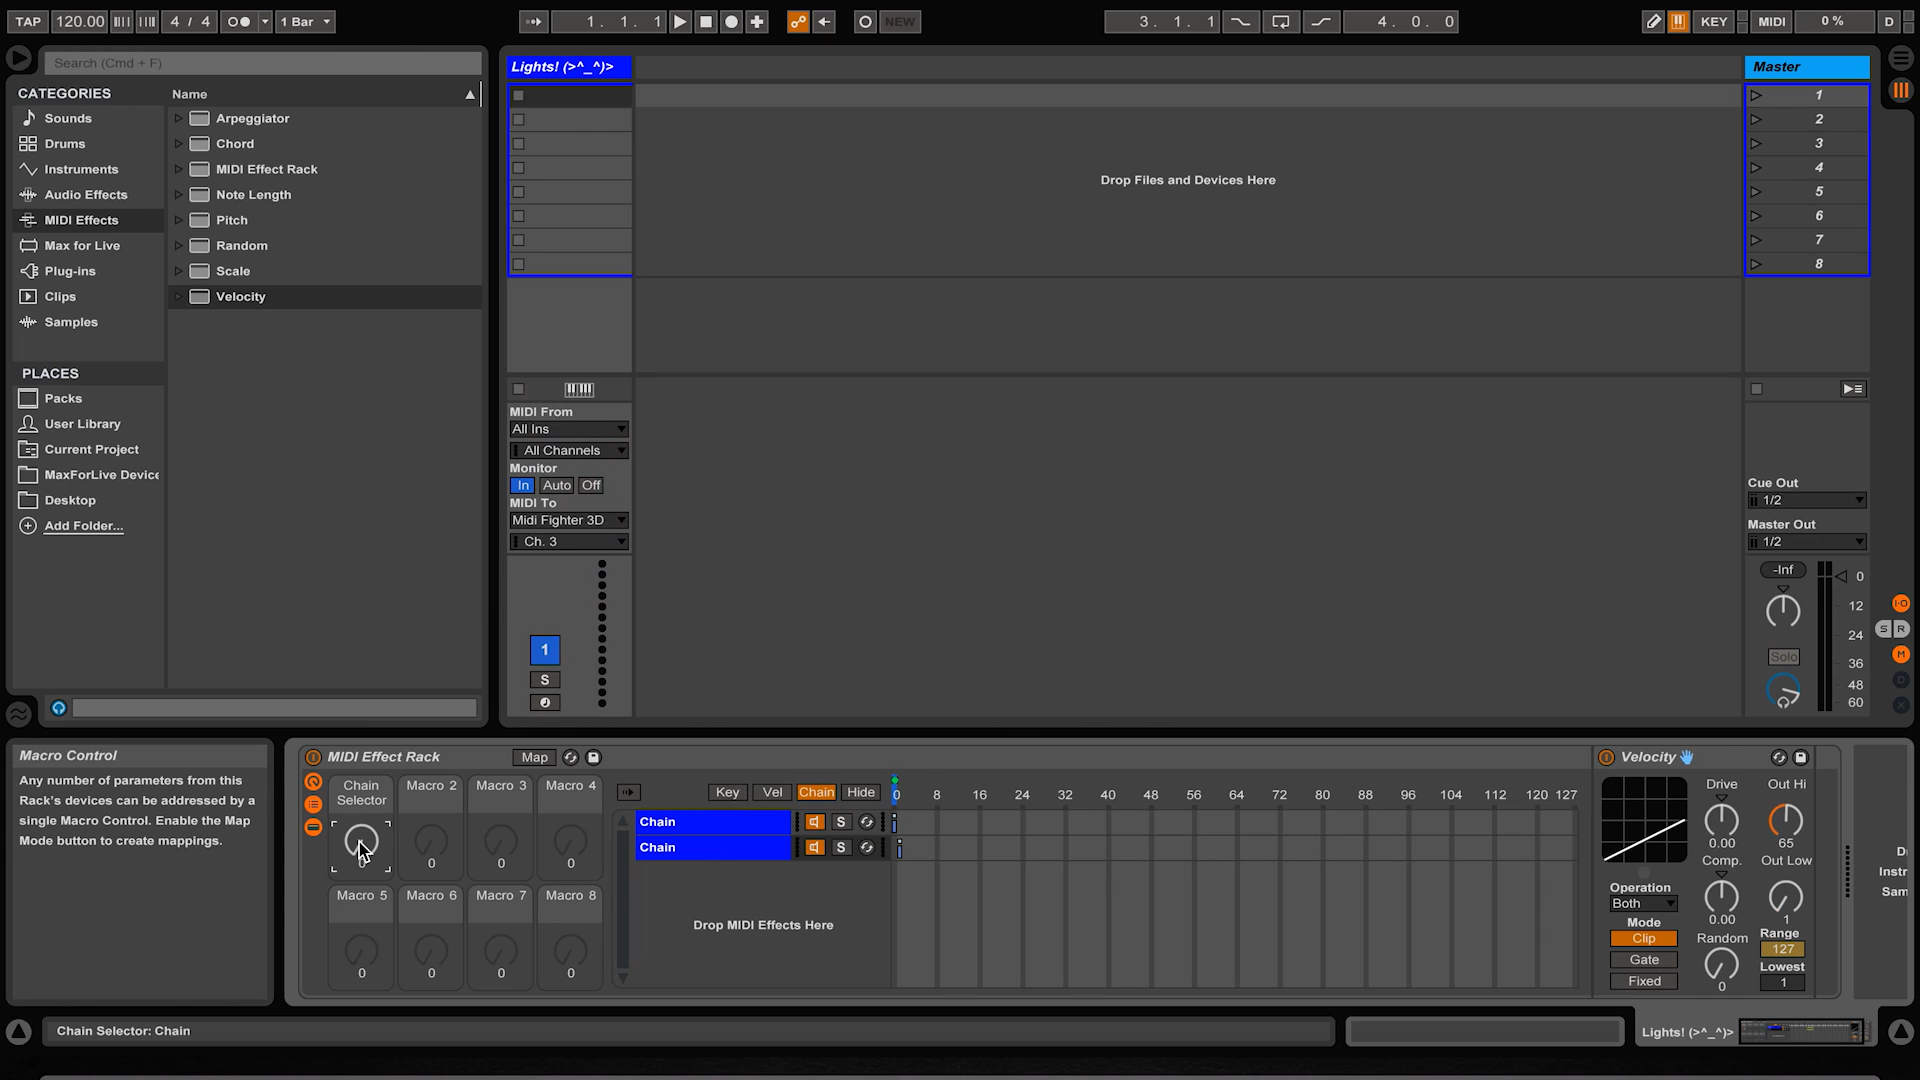 TAP 120.00 4 / 4 1 Bar 1. 1. 1 NEW 3. 1. 1 4. 0. 0 KEY MIDI 0 % D
Search (Cmd + F)
CATEGORIES
Sounds
Drums
Instruments
Audio Effects
MIDI Effects
Max for Live
Plug-ins
Clips
Samples
PLACES
Packs
User Library
Current Project
MaxForLive Device
Desktop
Add Folder...
Name
Arpeggiator
Chord
MIDI Effect Rack
Note Length
Pitch
Random
Scale
Velocity
Lights! (>^_^)>
Drop Files and Devices Here
MIDI From
All Ins
All Channels
Monitor
In Auto Off
MIDI To
Midi Fighter 3D
Ch. 3
1
S
Master
1
2
3
4
5
6
7
8
Cue Out
1/2
Master Out
1/2
-Inf
0
12
24
36
48
60
Solo
I·O
S R
M
D
X
Macro Control
Any number of parameters from this
Rack's devices can be addressed by a
single Macro Control. Enable the Map
Mode button to create mappings.
MIDI Effect Rack Map
Chain
Selector
Macro 2 Macro 3 Macro 4
0 0 0 0
Macro 5 Macro 6 Macro 7 Macro 8
0 0 0 0
Key Vel Chain Hide
0 8 16 24 32 40 48 56 64 72 80 88 96 104 112 120 127
Chain S
Chain S
Drop MIDI Effects Here
Velocity
Operation
Both
Mode
Clip
Gate
Fixed
Drive
0.00
Comp.
0.00
Random
0
Out Hi
65
Out Low
1
Range
127
Lowest
1
Instr
Sam
Chain Selector: Chain
Lights! (>^_^)>